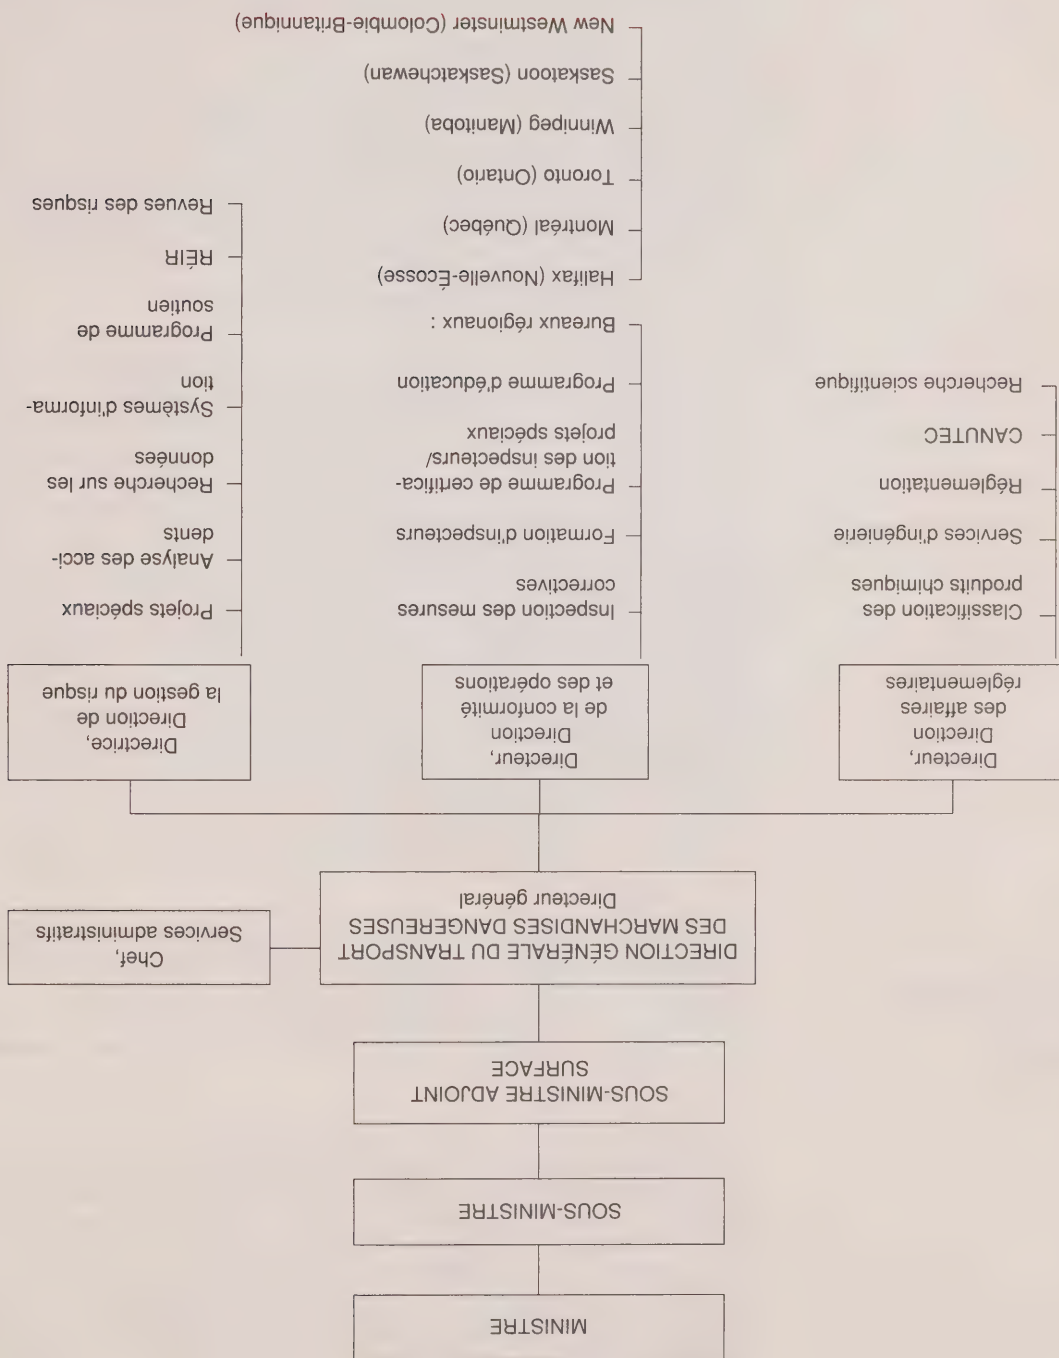 MINISTRE
SOUS-MINISTRE
SOUS-MINISTRE ADJOINT
SURFACE
DIRECTION GÉNÉRALE DU TRANSPORT
DES MARCHANDISES DANGEREUSES
Directeur général
Chef,
Services administratifs
Directeur,
Direction
des affaires
réglementaires
Classification des
produits chimiques
Services d'ingénierie
Réglementation
CANUTEC
Recherche scientifique
Directeur,
Direction
de la conformité
et des opérations
Inspection des mesures
correctives
Formation d'inspecteurs
Programme de certifica-
tion des inspecteurs/
projets spéciaux
Programme d'éducation
Bureaux régionaux :
Halifax (Nouvelle-Écosse)
Montréal (Québec)
Toronto (Ontario)
Winnipeg (Manitoba)
Saskatoon (Saskatchewan)
New Westminster (Colombie-Britannique)
Directrice,
Direction de
la gestion du risque
Projets spéciaux
Analyse des acci-
dents
Recherche sur les
données
Systèmes d'informa-
tion
Programme de
soutien
RÉIR
Revues des risques